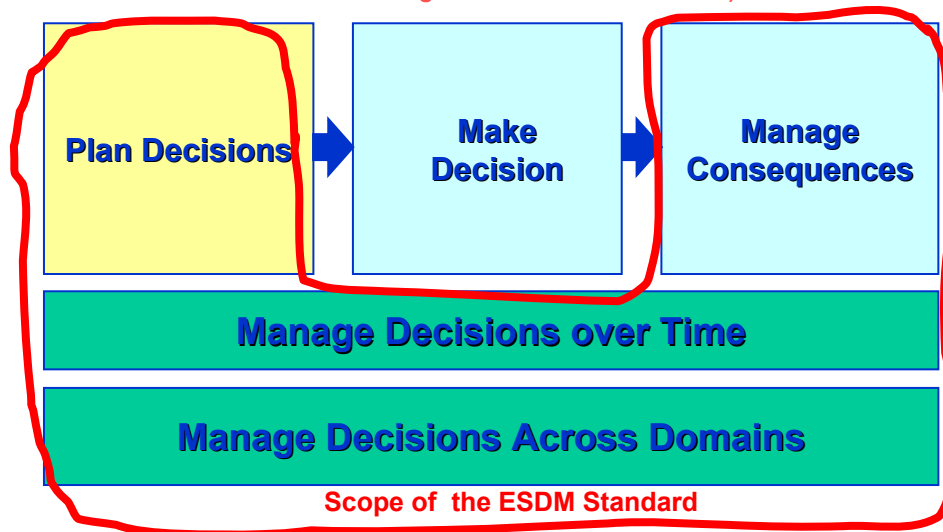 Plan Decisions
Make
Decision
Manage
Consequences
Manage Decisions over Time
Manage Decisions Across Domains
Scope of the ESDM Standard